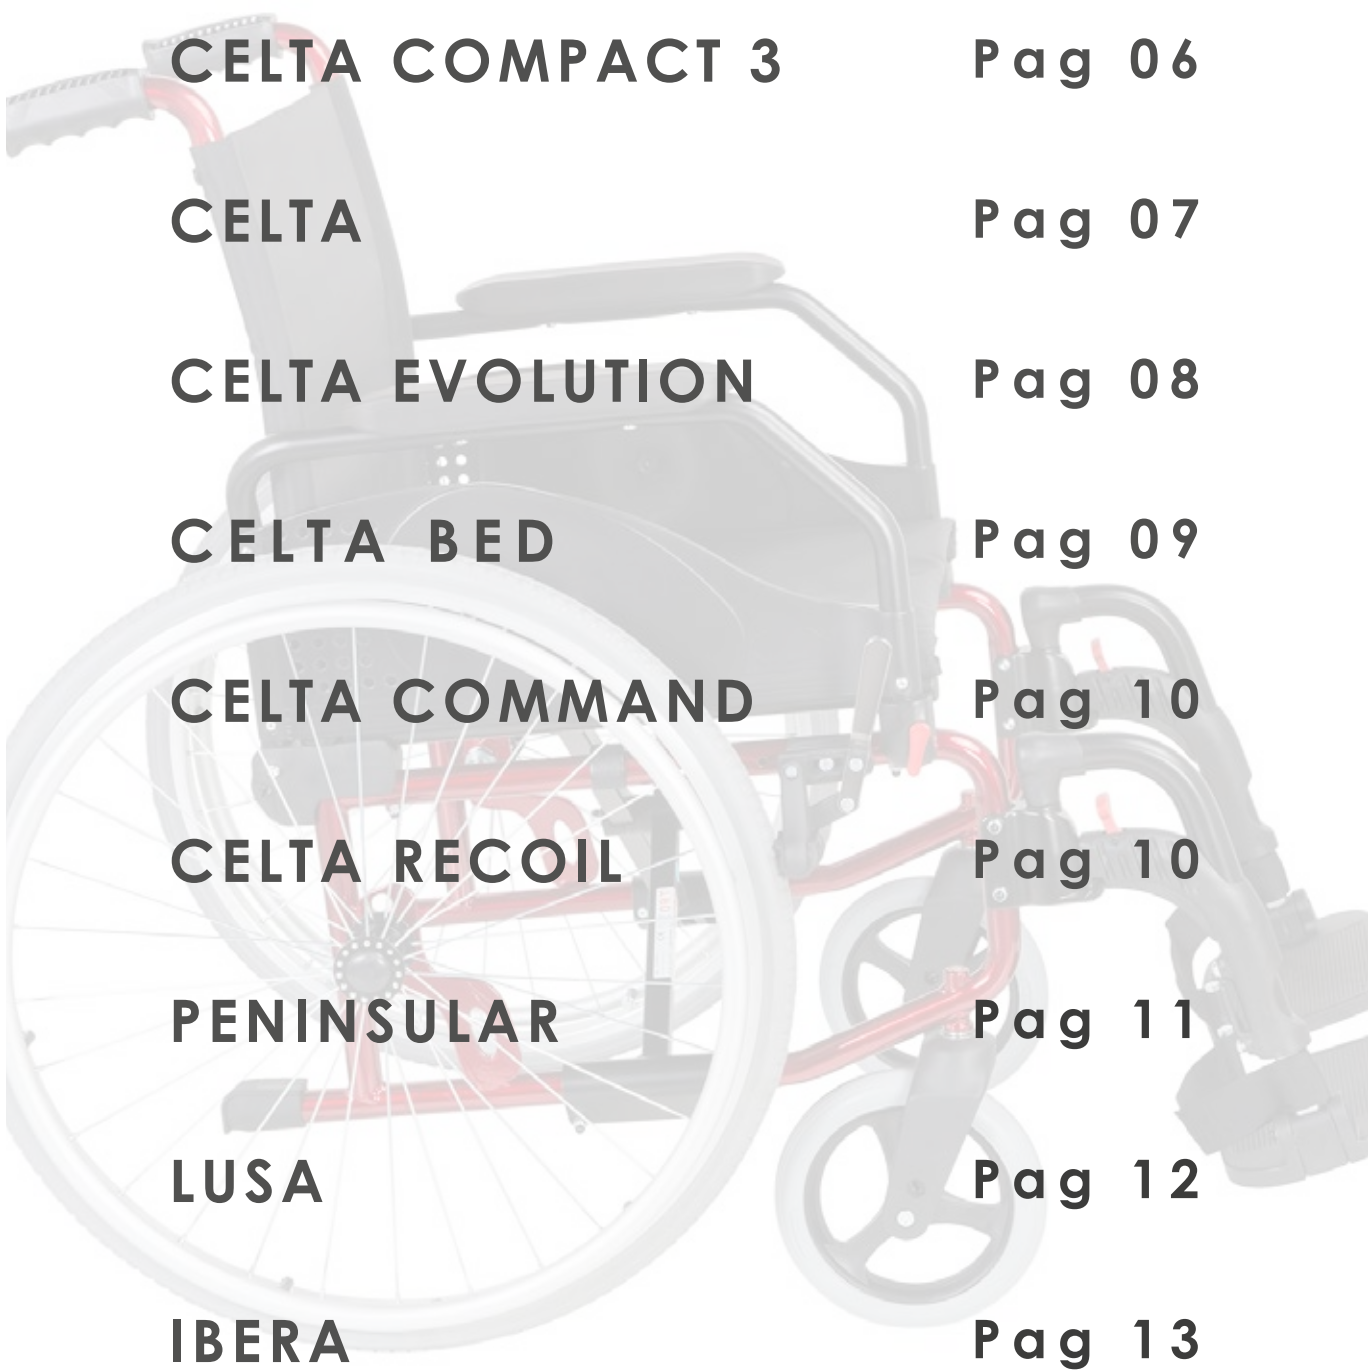 CELTA COMPACT 3 Pag 06
CELTA Pag 07
CELTA EVOLUTION Pag 08
CELTA BED Pag 09
CELTA COMMAND Pag 10
CELTA RECOIL Pag 10
PENINSULAR Pag 11
LUSA Pag 12
IBERA Pag 13